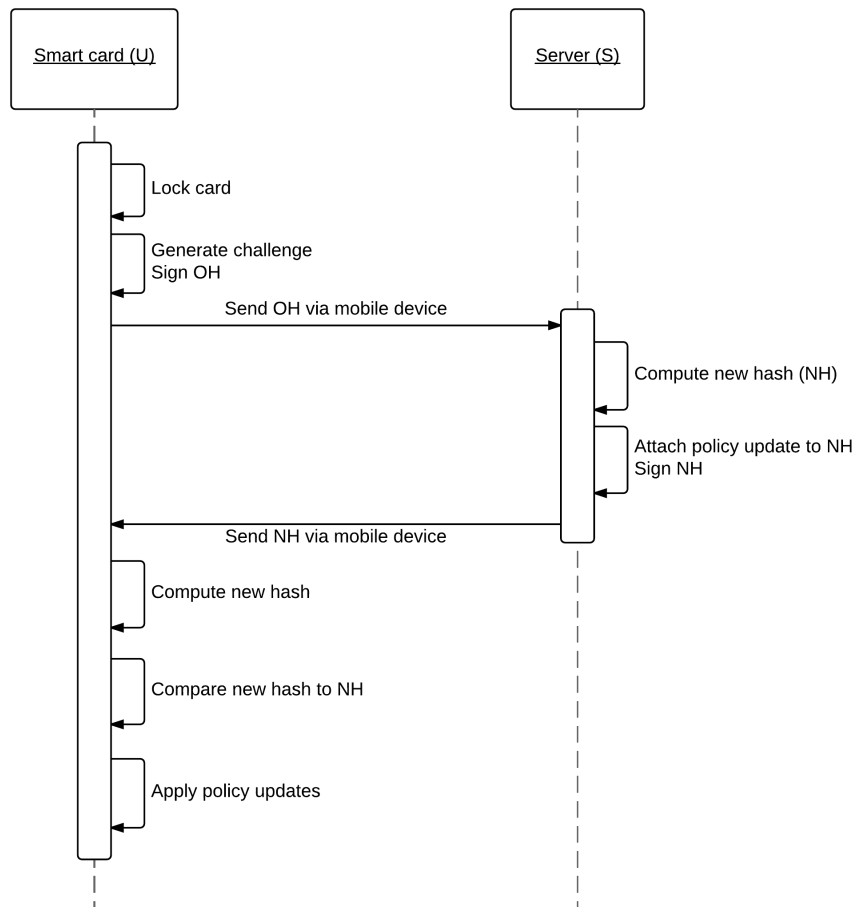 Smart card (U)
Server (S)
Lock card
Generate challenge
Sign OH
Send OH via mobile device
Compute new hash (NH)
Attach policy update to NH
Sign NH
Send NH via mobile device
Compute new hash
Compare new hash to NH
Apply policy updates